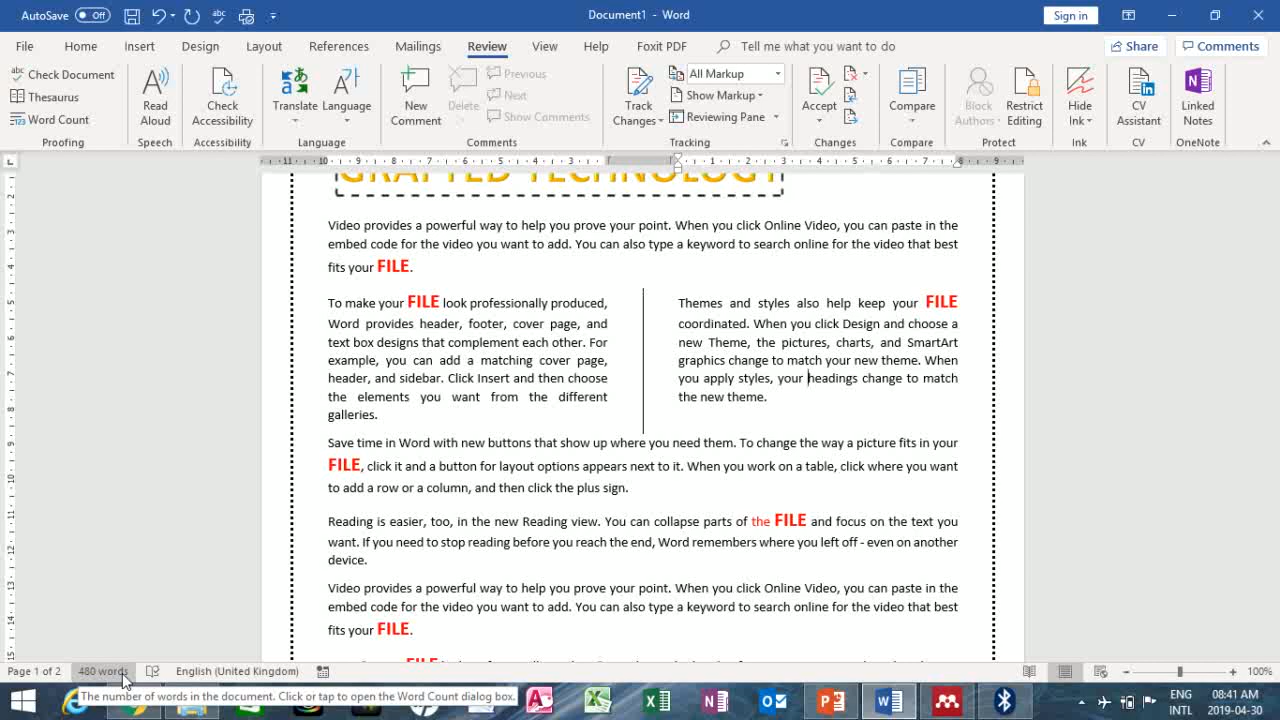 AutoSave Off Document1 - Word Sign in
File Home Insert Design Layout References Mailings Review View Help Foxit PDF Tell me what you want to do Share Comments
Check Document
Thesaurus
Word Count
Proofing
Read
Aloud
Speech
Check
Accessibility
Accessibility
Translate Language
Language
New
Comment
Delete
Previous
Next
Show Comments
Comments
Track
Changes
All Markup
Show Markup
Reviewing Pane
Tracking
Accept
Changes
Compare
Compare
Block
Authors
Restrict
Editing
Protect
Hide
Ink
Ink
CV
Assistant
CV
Linked
Notes
OneNote
GRAFTED TECHNOLOGY
Video provides a powerful way to help you prove your point. When you click Online Video, you can paste in the
embed code for the video you want to add. You can also type a keyword to search online for the video that best
fits your FILE.
To make your FILE look professionally produced,
Word provides header, footer, cover page, and
text box designs that complement each other. For
example, you can add a matching cover page,
header, and sidebar. Click Insert and then choose
the elements you want from the different
galleries.
Themes and styles also help keep your FILE
coordinated. When you click Design and choose a
new Theme, the pictures, charts, and SmartArt
graphics change to match your new theme. When
you apply styles, your headings change to match
the new theme.
Save time in Word with new buttons that show up where you need them. To change the way a picture fits in your
FILE, click it and a button for layout options appears next to it. When you work on a table, click where you want
to add a row or a column, and then click the plus sign.
Reading is easier, too, in the new Reading view. You can collapse parts of the FILE and focus on the text you
want. If you need to stop reading before you reach the end, Word remembers where you left off - even on another
device.
Video provides a powerful way to help you prove your point. When you click Online Video, you can paste in the
embed code for the video you want to add. You can also type a keyword to search online for the video that best
fits your FILE.
Page 1 of 2 480 words English (United Kingdom) 100%
The number of words in the document. Click or tap to open the Word Count dialog box.
ENG 08:41 AM
INTL 2019-04-30